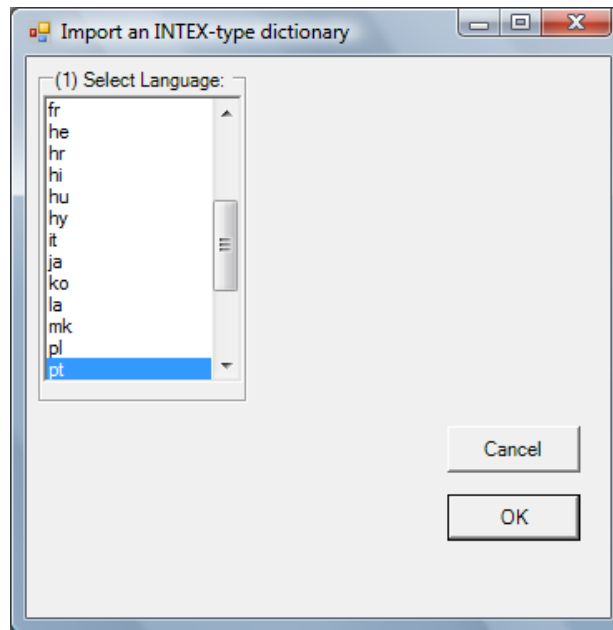 Import an INTEX-type dictionary
(1) Select Language:
fr
he
hr
hi
hu
hy
it
ja
ko
la
mk
pl
pt
Cancel
OK